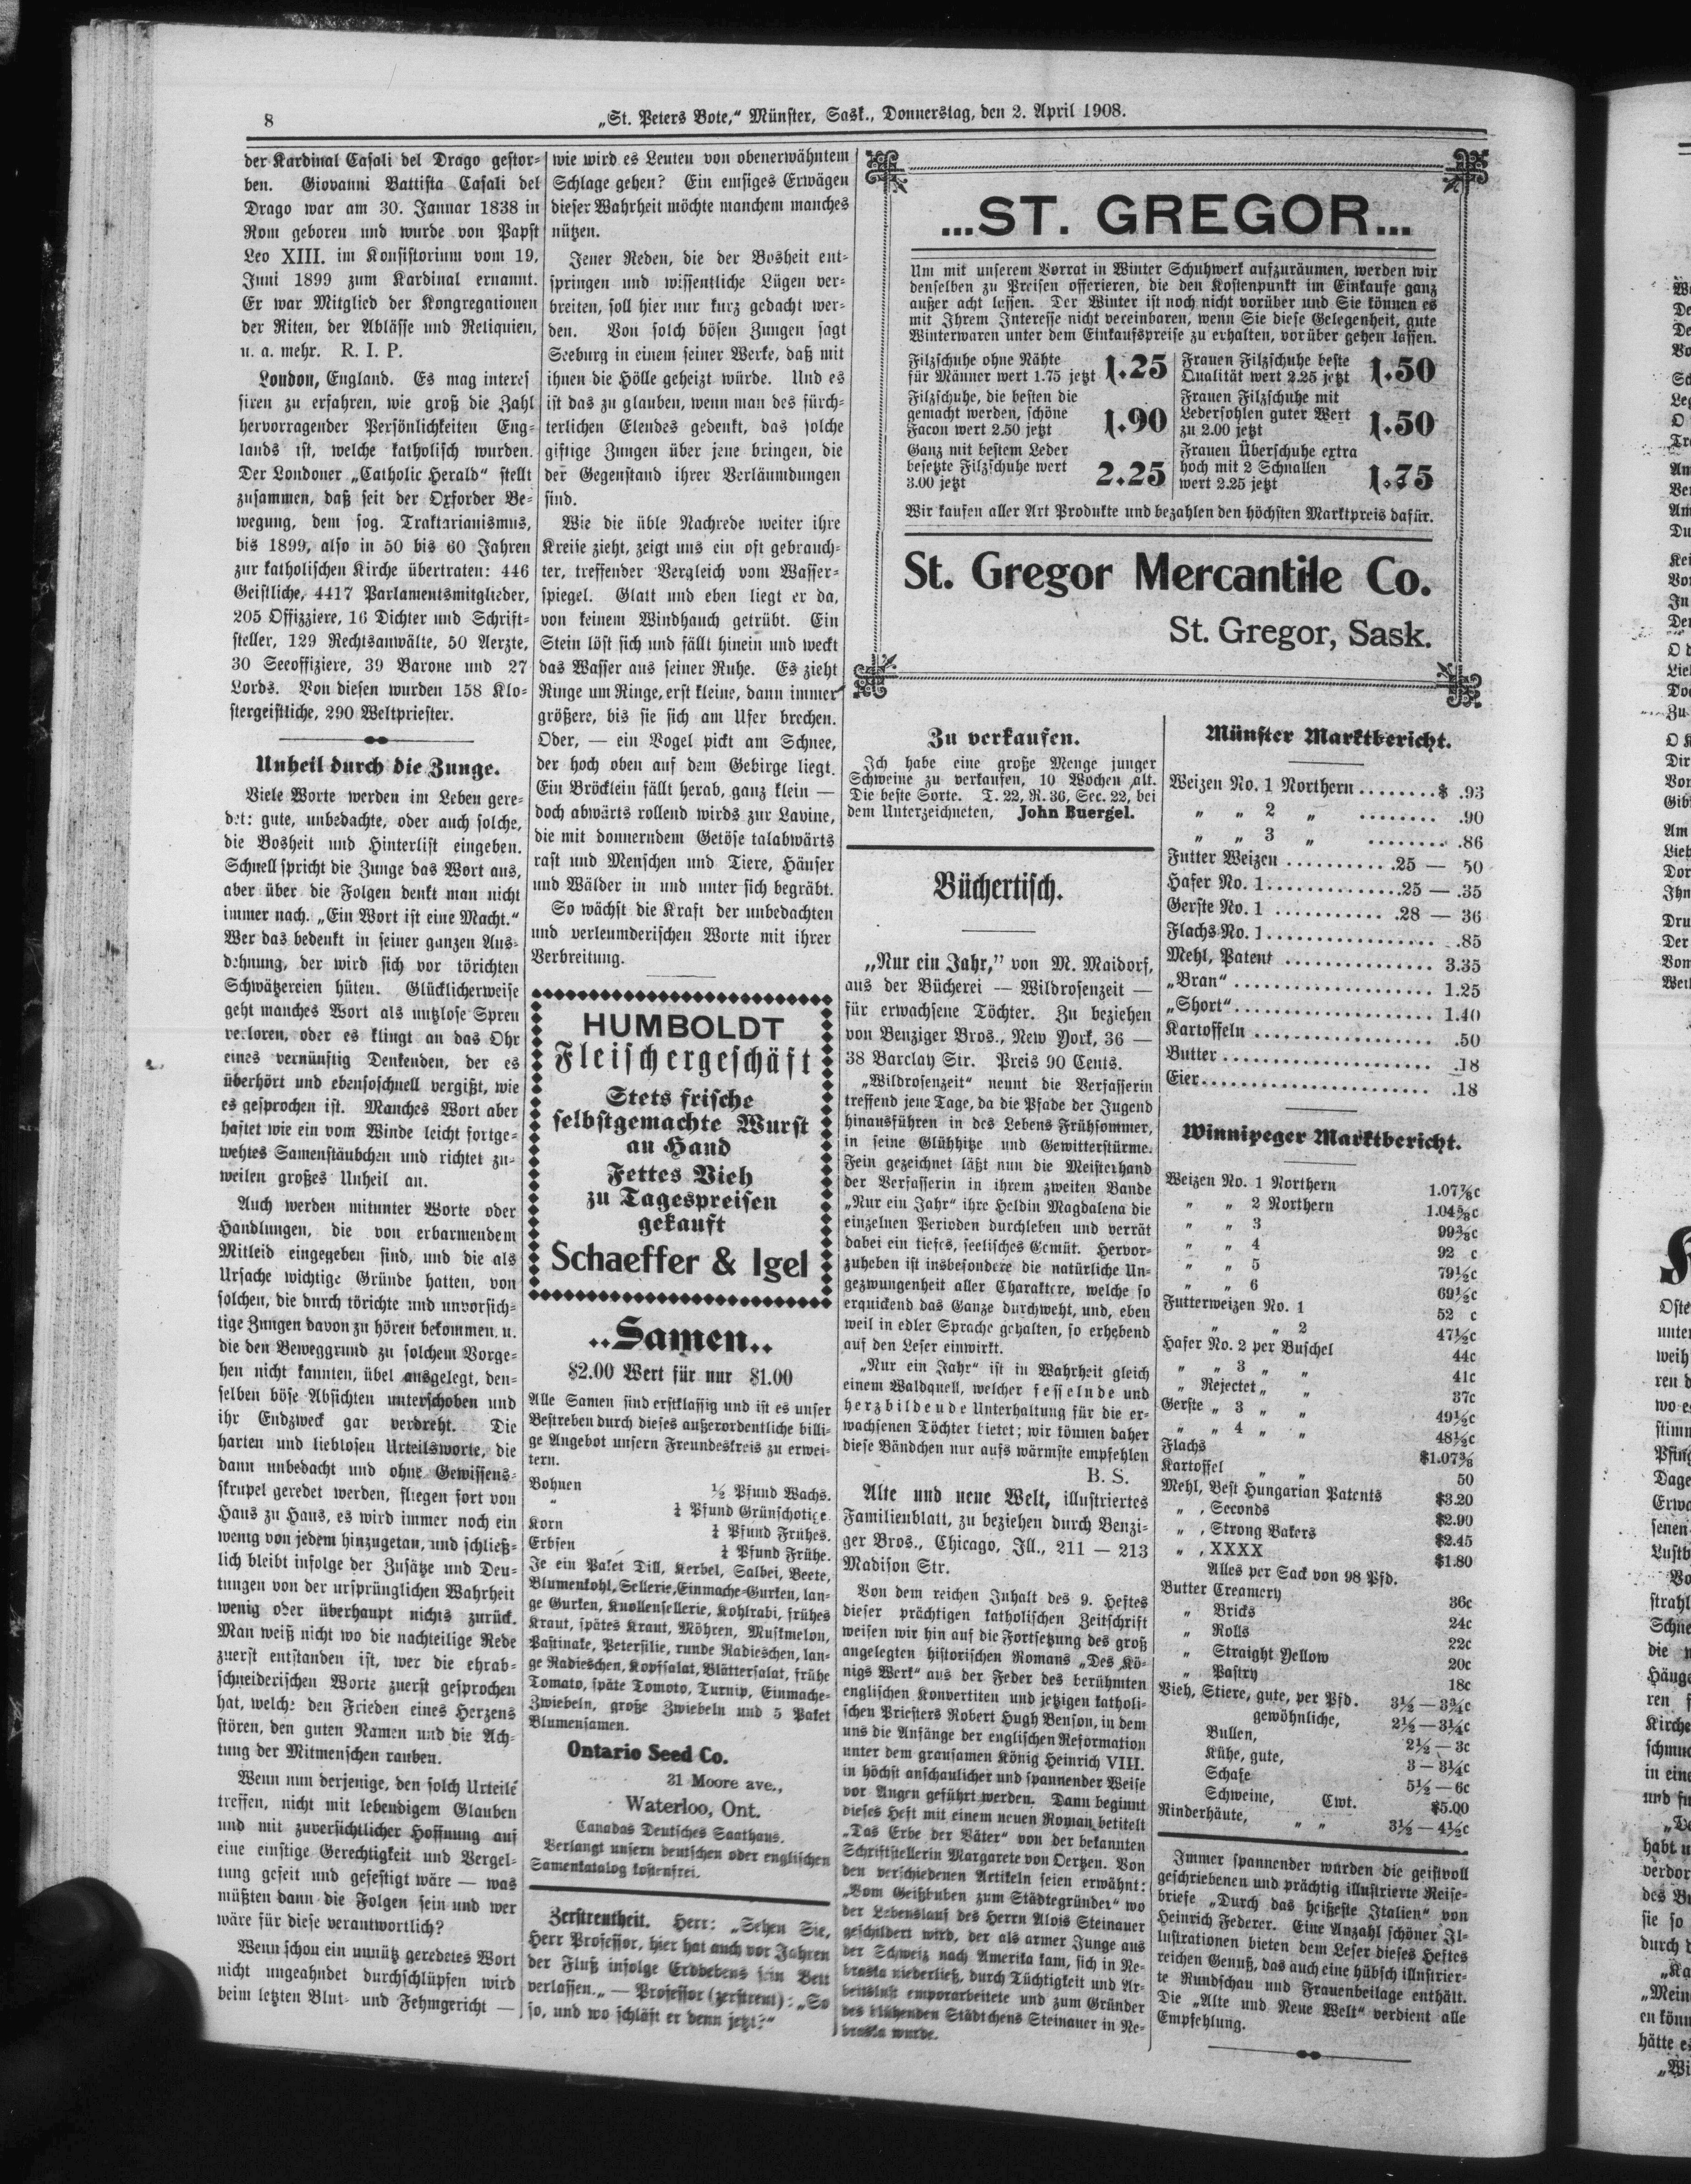 8
„St. Peters Bote,“ Münster, Sask., Donnerstag, den 2. April 1908.
der Kardinal Casali del Drago gestor-
ben. Giovanni Battista Casali del
Drago war am 30. Januar 1838 in
Rom geboren und wurde von Papst
Leo XIII. im Konsistorium vom 19.
Juni 1899 zum Kardinal ernannt.
Er war Mitglied der Kongregationen
der Riten, der Ablässe und Reliquien,
u. a. mehr. R. I. P.
London, England. Es mag interes
siren zu erfahren, wie groß die Zahl
hervorragender Persönlichkeiten Eng-
lands ist, welche katholisch wurden.
Der Londoner „Catholic Herald“ stellt
zusammen, daß seit der Oxforder Be-
wegung, dem sog. Traktarianismus,
bis 1899, also in 50 bis 60 Jahren
zur katholischen Kirche übertraten: 446
Geistliche, 4417 Parlamentsmitglieder,
205 Offizziere, 16 Dichter und Schrift-
steller, 129 Rechtsanwälte, 50 Aerzte,
30 Seeoffiziere, 39 Barone und 27
Lords. Von diesen wurden 158 Klo-
stergeistliche, 290 Weltpriester.
Unheil durch die Zunge.
Viele Worte werden im Leben gere-
det: gute, unbedachte, oder auch solche,
die Bosheit und Hinterlist eingeben.
Schnell spricht die Zunge das Wort aus,
aber über die Folgen denkt man nicht
immer nach. „Ein Wort ist eine Macht.“
Wer das bedenkt in seiner ganzen Aus-
dehnung, der wird sich vor törichten
Schwätzereien hüten. Glücklicherweise
geht manches Wort als nutzlose Spreu
verloren, oder es klingt an das Ohr
eines vernünftig Denkenden, der es
überhört und ebensoschnell vergißt, wie
es gesprochen ist. Manches Wort aber
haftet wie ein vom Winde leicht fortge-
wehtes Samenstäubchen und richtet zu-
weilen großes Unheil an.
Auch werden mitunter Worte oder
Handlungen, die von erbarmendem
Mitleid eingegeben sind, und die als
Ursache wichtige Gründe hatten, von
solchen, die durch törichte und unvorsich-
tige Zungen davon zu hören bekommen, u.
die den Beweggrund zu solchem Vorge-
hen nicht kannten, übel ausgelegt, den-
selben böse Absichten unterschoben und
ihr Endzweck gar verdreht. Die
harten und lieblosen Urteilsworte, die
dann unbedacht und ohne Gewissens-
skrupel geredet werden, fliegen fort von
Haus zu Haus, es wird immer noch ein
wenig von jedem hinzugetan, und schließ-
lich bleibt infolge der Zusätze und Deu-
tungen von der ursprünglichen Wahrheit
wenig oder überhaupt nichts zurück.
Man weiß nicht wo die nachteilige Rede
zuerst entstanden ist, wer die ehrab-
schneiderischen Worte zuerst gesprochen
hat, welche den Frieden eines Herzens
stören, den guten Namen und die Ach-
tung der Mitmenschen rauben.
Wenn nun derjenige, den solch Urteile
treffen, nicht mit lebendigem Glauben
und mit zuversichtlicher Hoffnung auf
eine einstige Gerechtigkeit und Vergel-
tung gefeit und gefestigt wäre — was
müßten dann die Folgen sein und wer
wäre für diese verantwortlich?
Wenn schon ein unnütz geredetes Wort
nicht ungeahndet durchschlüpfen wird
beim letzten Blut- und Fehmgericht —
wie wird es Leuten von obenerwähntem
Schlage gehen? Ein emsiges Erwägen
dieser Wahrheit möchte manchem manches
nützen.
Jener Reden, die der Bosheit ent-
springen und wissentliche Lügen ver-
breiten, soll hier nur kurz gedacht wer-
den. Von solch bösen Zungen sagt
Seeburg in einem seiner Werke, daß mit
ihnen die Hölle geheizt würde. Und es
ist das zu glauben, wenn man des fürch-
terlichen Elendes gedenkt, das solche
giftige Zungen über jene bringen, die
der Gegenstand ihrer Verläumdungen
sind.
Wie die üble Nachrede weiter ihre
Kreise zieht, zeigt uns ein oft gebrauch-
ter, treffender Vergleich vom Wasser-
spiegel. Glatt und eben liegt er da,
von keinem Windhauch getrübt. Ein
Stein löst sich und fällt hinein und weckt
das Wasser aus seiner Ruhe. Es zieht
Ringe um Ringe, erst kleine, dann immer
größere, bis sie sich am Ufer brechen.
Oder, — ein Vogel pickt am Schnee,
der hoch oben auf dem Gebirge liegt.
Ein Bröcklein fällt herab, ganz klein —
doch abwärts rollend wirds zur Lavine,
die mit donnerndem Getöse talabwärts
rast und Menschen und Tiere, Häuser
und Wälder in und unter sich begräbt.
So wächst die Kraft der unbedachten
und verleumderischen Worte mit ihrer
Verbreitung.
HUMBOLDT
Fleischergeschäft
Stets frische
selbstgemachte Wurst
an Hand
Fettes Vieh
zu Tagespreisen
gekauft
Schaeffer & Igel
..Samen..
$2.00 Wert für nur $1.00
Alle Samen sind erstklassig und ist es unser
Bestreben durch dieses außerordentliche billi-
ge Angebot unsern Freundeskreis zu erwei-
tern.
Bohnen ½ Pfund Wachs.
„ ¼ Pfund Grünschotige.
Korn ¼ Pfund Frühes.
Erbsen ¼ Pfund Frühe.
Je ein Paket Dill, Kerbel, Salbei, Beete,
Blumenkohl, Sellerie, Einmache-Gurken, lan-
ge Gurken, Knollensellerie, Kohlrabi, frühes
Kraut, spätes Kraut, Möhren, Muskmelon,
Pastinake, Petersilie, runde Radieschen, lan-
ge Radieschen, Kopfsalat, Blättersalat, frühe
Tomato, späte Tomoto, Turnip, Einmache-
Zwiebeln, große Zwiebeln und 5 Paket
Blumensamen.
Ontario Seed Co.
31 Moore ave.,
Waterloo, Ont.
Canadas Deutsches Saathaus.
Verlangt unsern deutschen oder englischen
Samenkatalog kostenfrei.
Zerstreutheit. Herr: „Sehen Sie,
Herr Professor, hier hat auch vor Jahren
der Fluß infolge Erdbebens sein Bett
verlassen.„ — Professor (zerstreut): „So
so, und wo schläft er denn jetzt?“
...ST. GREGOR...
Um mit unserem Vorrat in Winter Schuhwerk aufzuräumen, werden wir
denselben zu Preisen offerieren, die den Kostenpunkt im Einkaufe ganz
außer acht lassen. Der Winter ist noch nicht vorüber und Sie können es
mit Ihrem Interesse nicht vereinbaren, wenn Sie diese Gelegenheit, gute
Winterwaren unter dem Einkaufspreise zu erhalten, vorüber gehen lassen.
Filzschuhe ohne Nähte
für Männer wert 1.75 jetzt 1.25
Filzschuhe, die besten die
gemacht werden, schöne
Facon wert 2.50 jetzt 1.90
Ganz mit bestem Leder
besetzte Filzschuhe wert
3.00 jetzt 2.25
Frauen Filzschuhe beste
Qualität wert 2.25 jetzt 1.50
Frauen Filzschuhe mit
Ledersohlen guter Wert
zu 2.00 jetzt 1.50
Frauen Überschuhe extra
hoch mit 2 Schnallen
wert 2.25 jetzt 1.75
Wir kaufen aller Art Produkte und bezahlen den höchsten Marktpreis dafür.
St. Gregor Mercantile Co.
St. Gregor, Sask.
Zu verkaufen.
Ich habe eine große Menge junger
Schweine zu verkaufen, 10 Wochen alt.
Die beste Sorte. T. 22, R. 36, Sec. 22, bei
dem Unterzeichneten, John Buergel.
Büchertisch.
„Nur ein Jahr,” von M. Maidorf,
aus der Bücherei — Wildrosenzeit —
für erwachsene Töchter. Zu beziehen
von Benziger Bros., New York, 36 —
38 Barclay Str. Preis 90 Cents.
„Wildrosenzeit“ nennt die Verfasserin
treffend jene Tage, da die Pfade der Jugend
hinausführen in des Lebens Frühsommer,
in seine Glühhitze und Gewitterstürme.
Fein gezeichnet läßt nun die Meisterhand
der Verfasserin in ihrem zweiten Bande
„Nur ein Jahr“ ihre Heldin Magdalena die
einzelnen Perioden durchleben und verrät
dabei ein tiefes, seelisches Gemüt. Hervor-
zuheben ist insbesondere die natürliche Un-
gezwungenheit aller Charaktere, welche so
erquickend das Ganze durchweht, und, eben
weil in edler Sprache gehalten, so erhebend
auf den Leser einwirkt.
„Nur ein Jahr“ ist in Wahrheit gleich
einem Waldquell, welcher fesselnde und
herzbildende Unterhaltung für die er-
wachsenen Töchter bietet; wir können daher
diese Bändchen nur aufs wärmste empfehlen
B. S.
Alte und neue Welt, illustriertes
Familienblatt, zu beziehen durch Benzi-
ger Bros., Chicago, Ill., 211 — 213
Madison Str.
Von dem reichen Inhalt des 9. Heftes
dieser prächtigen katholischen Zeitschrift
weisen wir hin auf die Fortsetzung des groß
angelegten historischen Romans „Des Kö-
nigs Werk“ aus der Feder des berühmten
englischen Konvertiten und jetzigen katholi-
schen Priesters Robert Hugh Benson, in dem
uns die Anfänge der englischen Reformation
unter dem grausamen König Heinrich VIII.
in höchst anschaulicher und spannender Weise
vor Augen geführt werden. Dann beginnt
dieses Heft mit einem neuen Roman betitelt
„Das Erbe der Väter“ von der bekannten
Schriftstellerin Margarete von Oertzen. Von
den verschiedenen Artikeln seien erwähnt:
„Vom Geißbuben zum Städtegründer“ wo
der Lebenslauf des Herrn Alois Steinauer
geschildert wird, der als armer Junge aus
der Schweiz nach Amerika kam, sich in Ne-
braska niederließ, durch Tüchtigkeit und Ar-
beitslust emporarbeitete und zum Gründer
des blühenden Städtchens Steinauer in Ne-
braska wurde.
Münster Marktbericht.
Weizen No. 1 Northern ........$ .93
„ „ 2 „ ........ .90
„ „ 3 „ ........ .86
Futter Weizen ...........25 — 50
Hafer No. 1..............25 — .35
Gerste No. 1 ........... .28 — 36
Flachs No. 1................. .85
Mehl, Patent ............... 3.35
„Bran“ .................... 1.25
„Short“.................... 1.40
Kartoffeln .................. .50
Butter...................... .18
Eier........................ .18
Winnipeger Marktbericht.
Weizen No. 1 Northern 1.07⅞c
„ „ 2 Northern 1.04⅝c
„ „ 3 99⅜c
„ „ 4 92 c
„ „ 5 79½c
„ „ 6 69½c
Futterweizen No. 1 52 c
„ „ 2 47½c
Hafer No. 2 per Buschel 44c
„ „ 3 „ „ 41c
„ Rejectet „ „ 37c
Gerste „ 3 „ „ 49½c
„ „ 4 „ „ 48½c
Flachs $1.07⅜
Kartoffel „ „ 50
Mehl, Best Hungarian Patents $3.20
„ , Seconds $2.90
„ , Strong Bakers $2.45
„ , XXXX $1.80
Alles per Sack von 98 Pfd.
Butter Creamery 36c
„ Bricks 24c
„ Rolls 22c
„ Straight Yellow 20c
„ Pastry 18c
Vieh, Stiere, gute, per Pfd. 3½ — 3¾c
gewöhnliche, 2½ — 3¼c
Bullen, 2½ — 3c
Kühe, gute, 3 — 3¼c
Schafe 5½ — 6c
Schweine, Cwt. $5.00
Rinderhäute, „ „ 3½ — 4½c
Immer spannender würden die geistvoll
geschriebenen und prächtig illustrierte Reise-
briefe „Durch das heißeste Italien“ von
Heinrich Federer. Eine Anzahl schöner Il-
lustrationen bieten dem Leser dieses Heftes
reichen Genuß, das auch eine hübsch illustrier-
te Rundschau und Frauenbeilage enthält.
Die „Alte und Neue Welt“ verdient alle
Empfehlung.